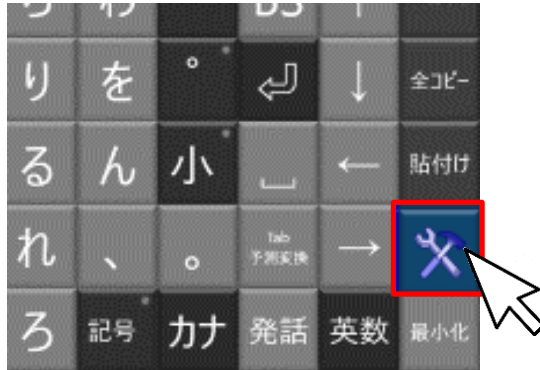 り を ゜ ↓ 全コピー
る ん 小 ← 貼付け
れ 、 。 Tab 予測変換 →
ろ 記号 カナ 発話 英数 最小化